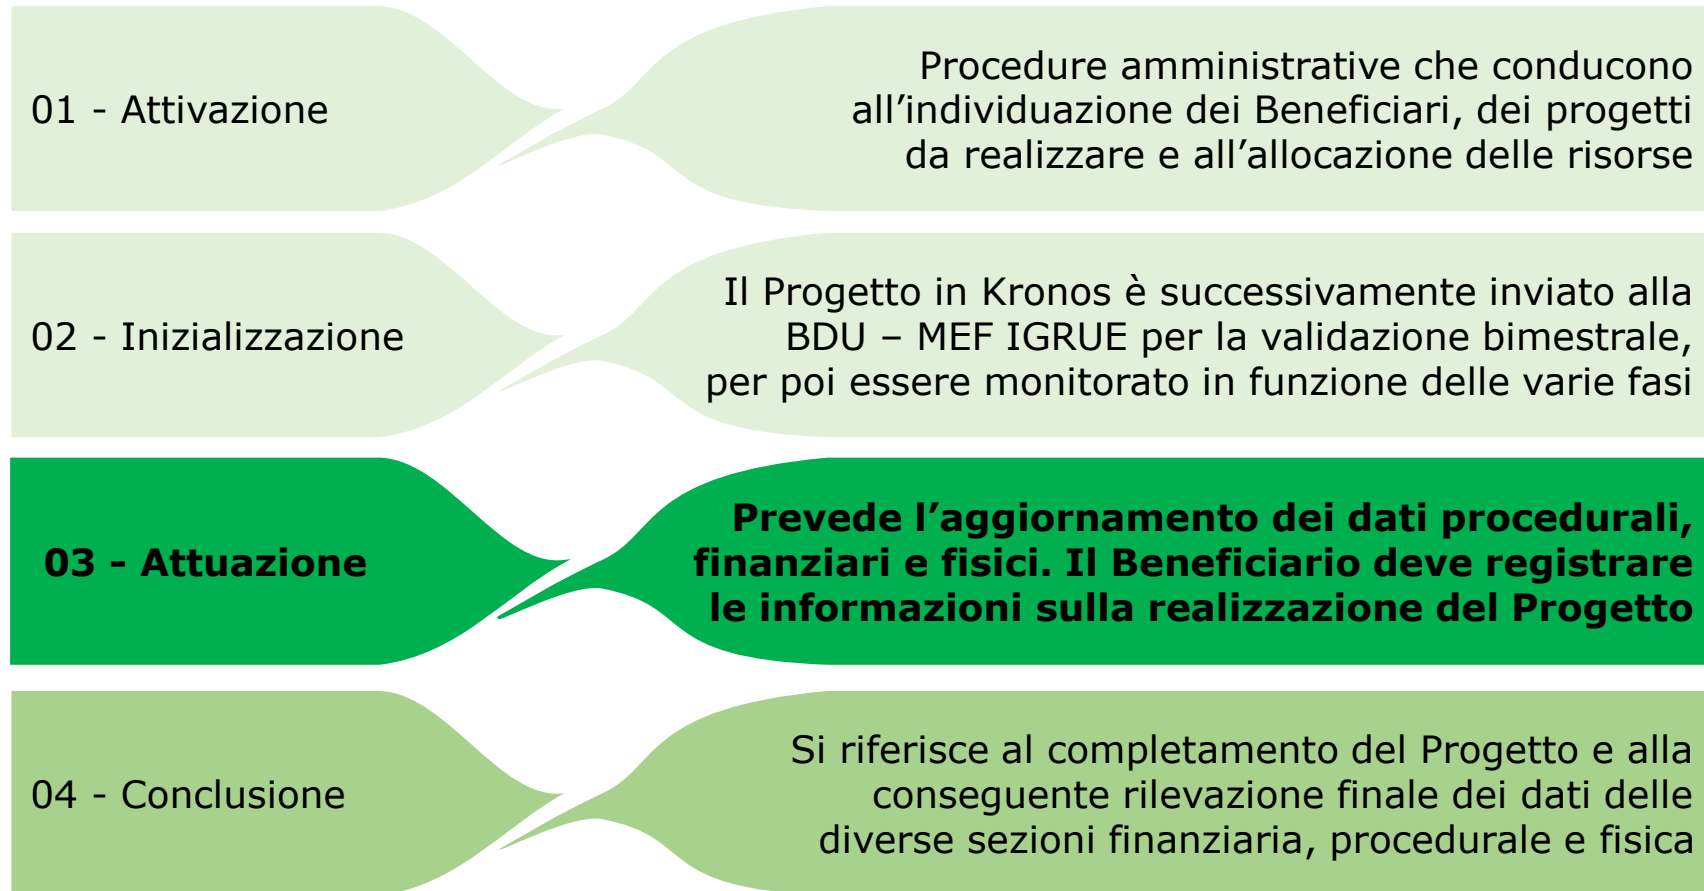 01 - Attivazione
Procedure amministrative che conducono
all’individuazione dei Beneficiari, dei progetti
da realizzare e all’allocazione delle risorse
02 - Inizializzazione
Il Progetto in Kronos è successivamente inviato alla
BDU – MEF IGRUE per la validazione bimestrale,
per poi essere monitorato in funzione delle varie fasi
03 - Attuazione
Prevede l’aggiornamento dei dati procedurali,
finanziari e fisici. Il Beneficiario deve registrare
le informazioni sulla realizzazione del Progetto
04 - Conclusione
Si riferisce al completamento del Progetto e alla
conseguente rilevazione finale dei dati delle
diverse sezioni finanziaria, procedurale e fisica